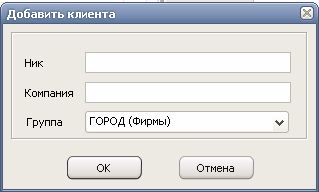 Добавить клиента
Ник
Компания
Группа ГОРОД (Фирмы)
OK Отмена